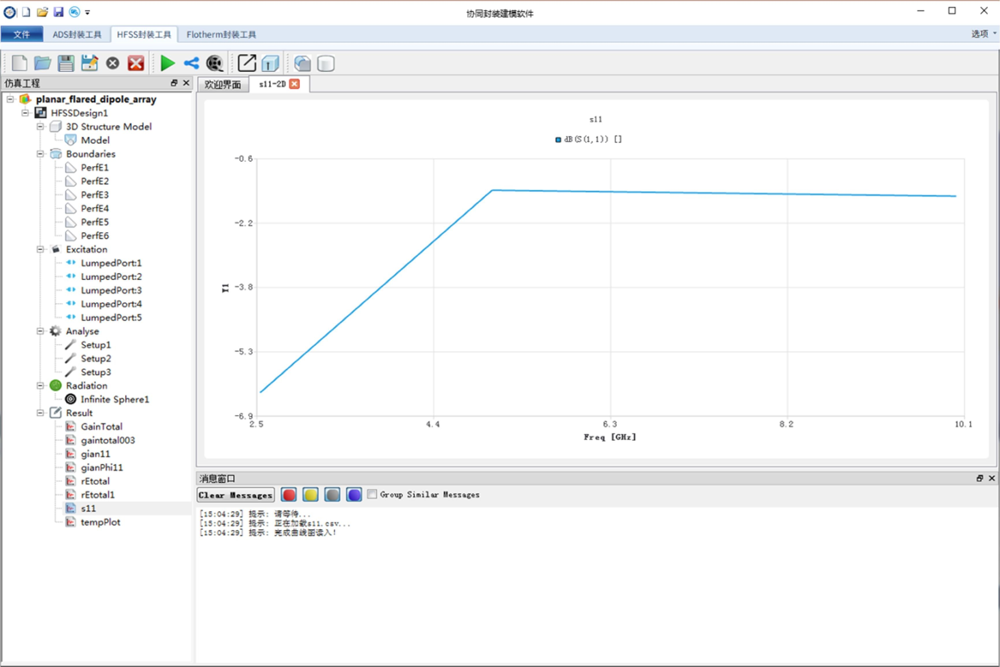 协同封装建模软件
文件 ADS封装工具 HFSS封装工具 Flotherm封装工具 选项
仿真工程
planar_flared_dipole_array
HFSSDesign1
3D Structure Model
Model
Boundaries
PerfE1
PerfE2
PerfE3
PerfE4
PerfE5
PerfE6
Excitation
LumpedPort:1
LumpedPort:2
LumpedPort:3
LumpedPort:4
LumpedPort:5
Analyse
Setup1
Setup2
Setup3
Radiation
Infinite Sphere1
Result
GainTotal
gaintotal003
gian11
gianPhi11
rEtotal
rEtotal1
s11
tempPlot
欢迎界面 s11-2D
s11
dB(S(1,1)) []
-0.6
-2.2
-3.8
-5.3
-6.9
Y1
2.5 4.4 6.3 8.2 10.1
Freq [GHz]
消息窗口
Clear Messages Group Similar Messages
[15:04:29] 提示: 请等待...
[15:04:29] 提示: 正在加载s11.csv...
[15:04:29] 提示: 完成曲线图读入!